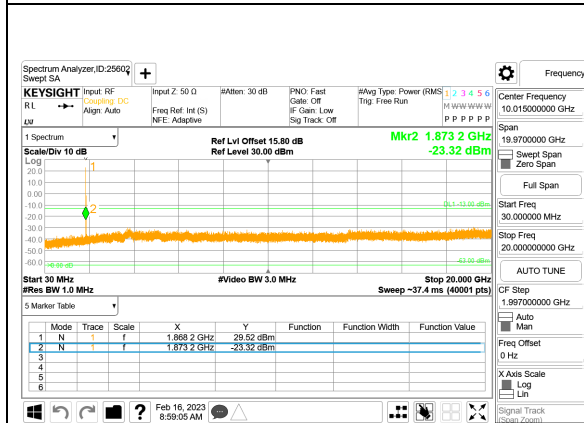 Spectrum Analyzer,ID:25602
Swept SA
+
Frequency
KEYSIGHT Input: RF Input Z: 50 Ω #Atten: 30 dB PNO: Fast #Avg Type: Power (RMS 1 2 3 4 5 6
RL Coupling: DC Gate: Off Trig: Free Run
Align: Auto Freq Ref: Int (S) IF Gain: Low M W W W W W
LXI NFE: Adaptive Sig Track: Off P P P P P P
1 Spectrum
Ref Lvl Offset 15.80 dB Mkr2 1.873 2 GHz
Scale/Div 10 dB Ref Level 30.00 dBm -23.32 dBm
Log
1
20.0
10.0
0.00
-10.0 DL1 -13.00 dBm
2
-20.0
-30.0
-40.0
-50.0
-60.0
Start 30 MHz #Video BW 3.0 MHz Stop 20.000 GHz
#Res BW 1.0 MHz Sweep ~37.4 ms (40001 pts)
5 Marker Table
Mode Trace Scale X Y Function Function Width Function Value
1 N 1 f 1.868 2 GHz 29.52 dBm
2 N 1 f 1.873 2 GHz -23.32 dBm
3
4
5
6
Center Frequency
10.015000000 GHz
Span
19.9700000 GHz
Swept Span
Zero Span
Full Span
Start Freq
30.000000 MHz
Stop Freq
20.000000000 GHz
AUTO TUNE
CF Step
1.997000000 GHz
Auto
Man
Freq Offset
0 Hz
X Axis Scale
Log
Lin
Signal Track
(Span Zoom)
?
Feb 16, 2023
8:59:05 AM